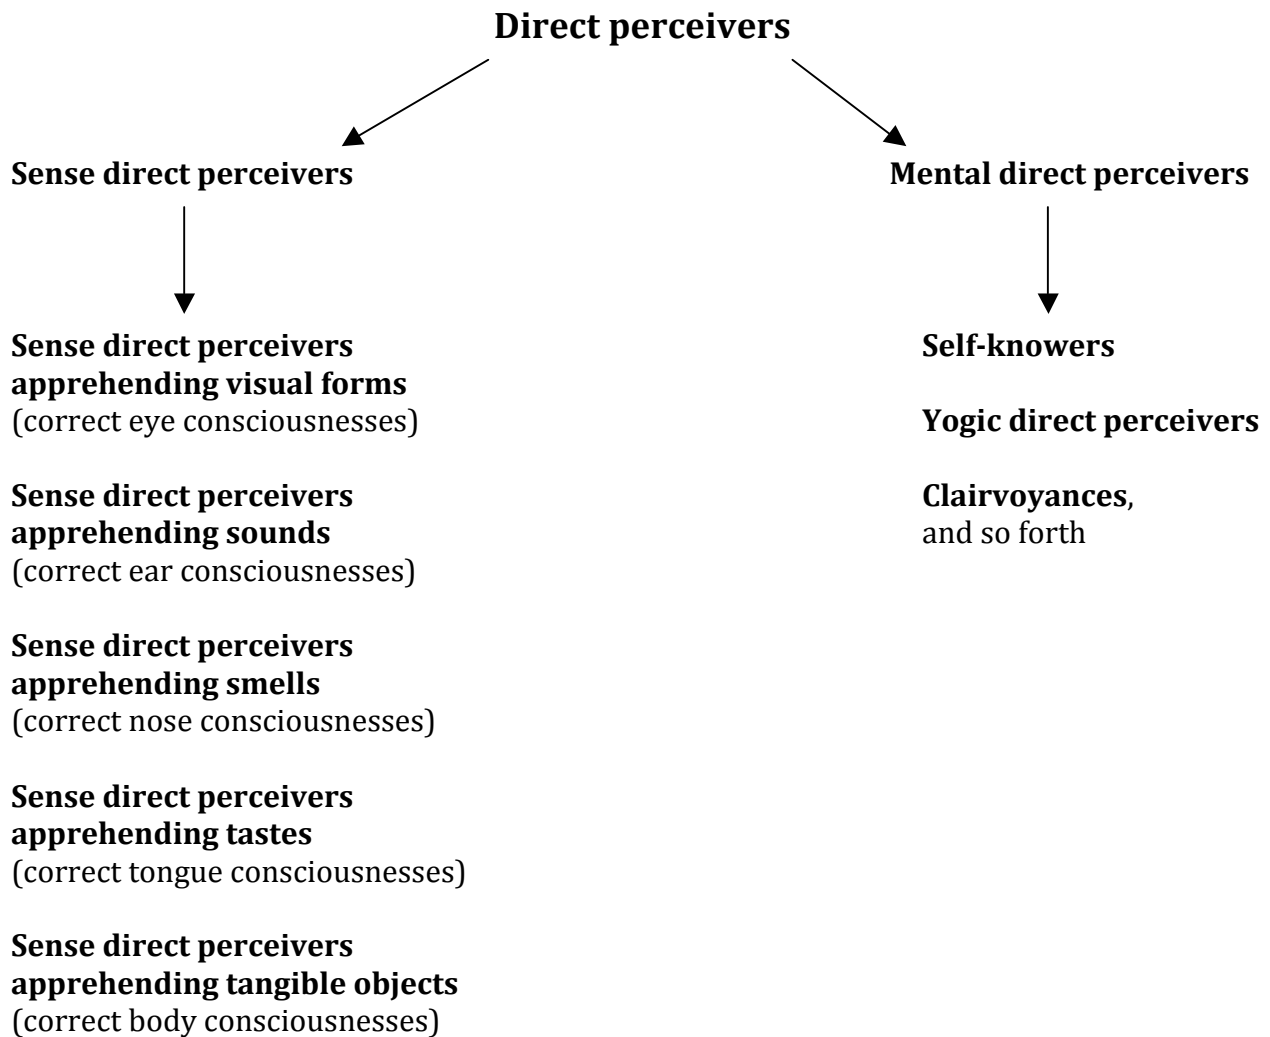 Direct perceivers
Sense direct perceivers
Mental direct perceivers
Sense direct perceivers
apprehending visual forms
(correct eye consciousnesses)
Sense direct perceivers
apprehending sounds
(correct ear consciousnesses)
Sense direct perceivers
apprehending smells
(correct nose consciousnesses)
Sense direct perceivers
apprehending tastes
(correct tongue consciousnesses)
Sense direct perceivers
apprehending tangible objects
(correct body consciousnesses)
Self-knowers
Yogic direct perceivers
Clairvoyances,
and so forth